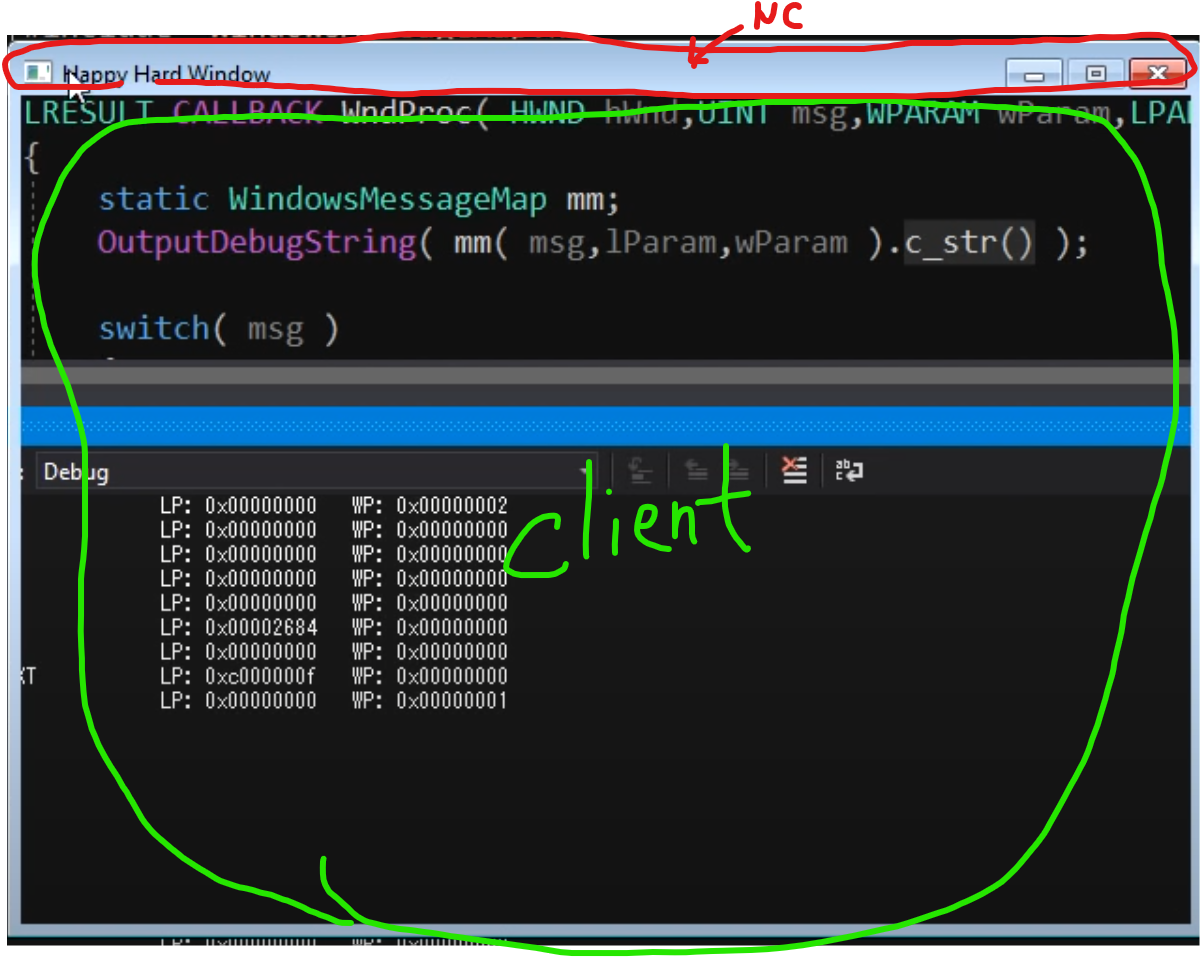 NC
Happy Hard Window
LRESULT CALLBACK WndProc( HWND hWnd,UINT msg,WPARAM wParam,LPA
{
static WindowsMessageMap mm;
OutputDebugString( mm( msg,lParam,wParam ).c_str() );
switch( msg )
: Debug
client
LP: 0x00000000 WP: 0x00000002
LP: 0x00000000 WP: 0x00000000
LP: 0x00000000 WP: 0x00000000
LP: 0x00000000 WP: 0x00000000
LP: 0x00000000 WP: 0x00000000
LP: 0x00002684 WP: 0x00000000
LP: 0x00000000 WP: 0x00000000
XT LP: 0xc000000f WP: 0x00000000
LP: 0x00000000 WP: 0x00000001